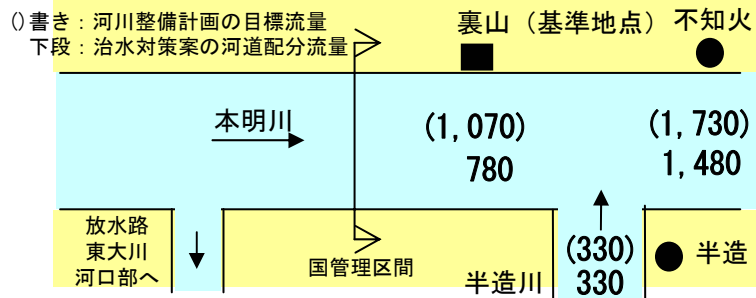 ()書き：河川整備計画の目標流量
下段：治水対策案の河道配分流量
裏山（基準地点）
不知火
本明川
(1,070)
780
(1,730)
1,480
放水路
東大川
河口部へ
国管理区間
半造川
(330)
330
半造